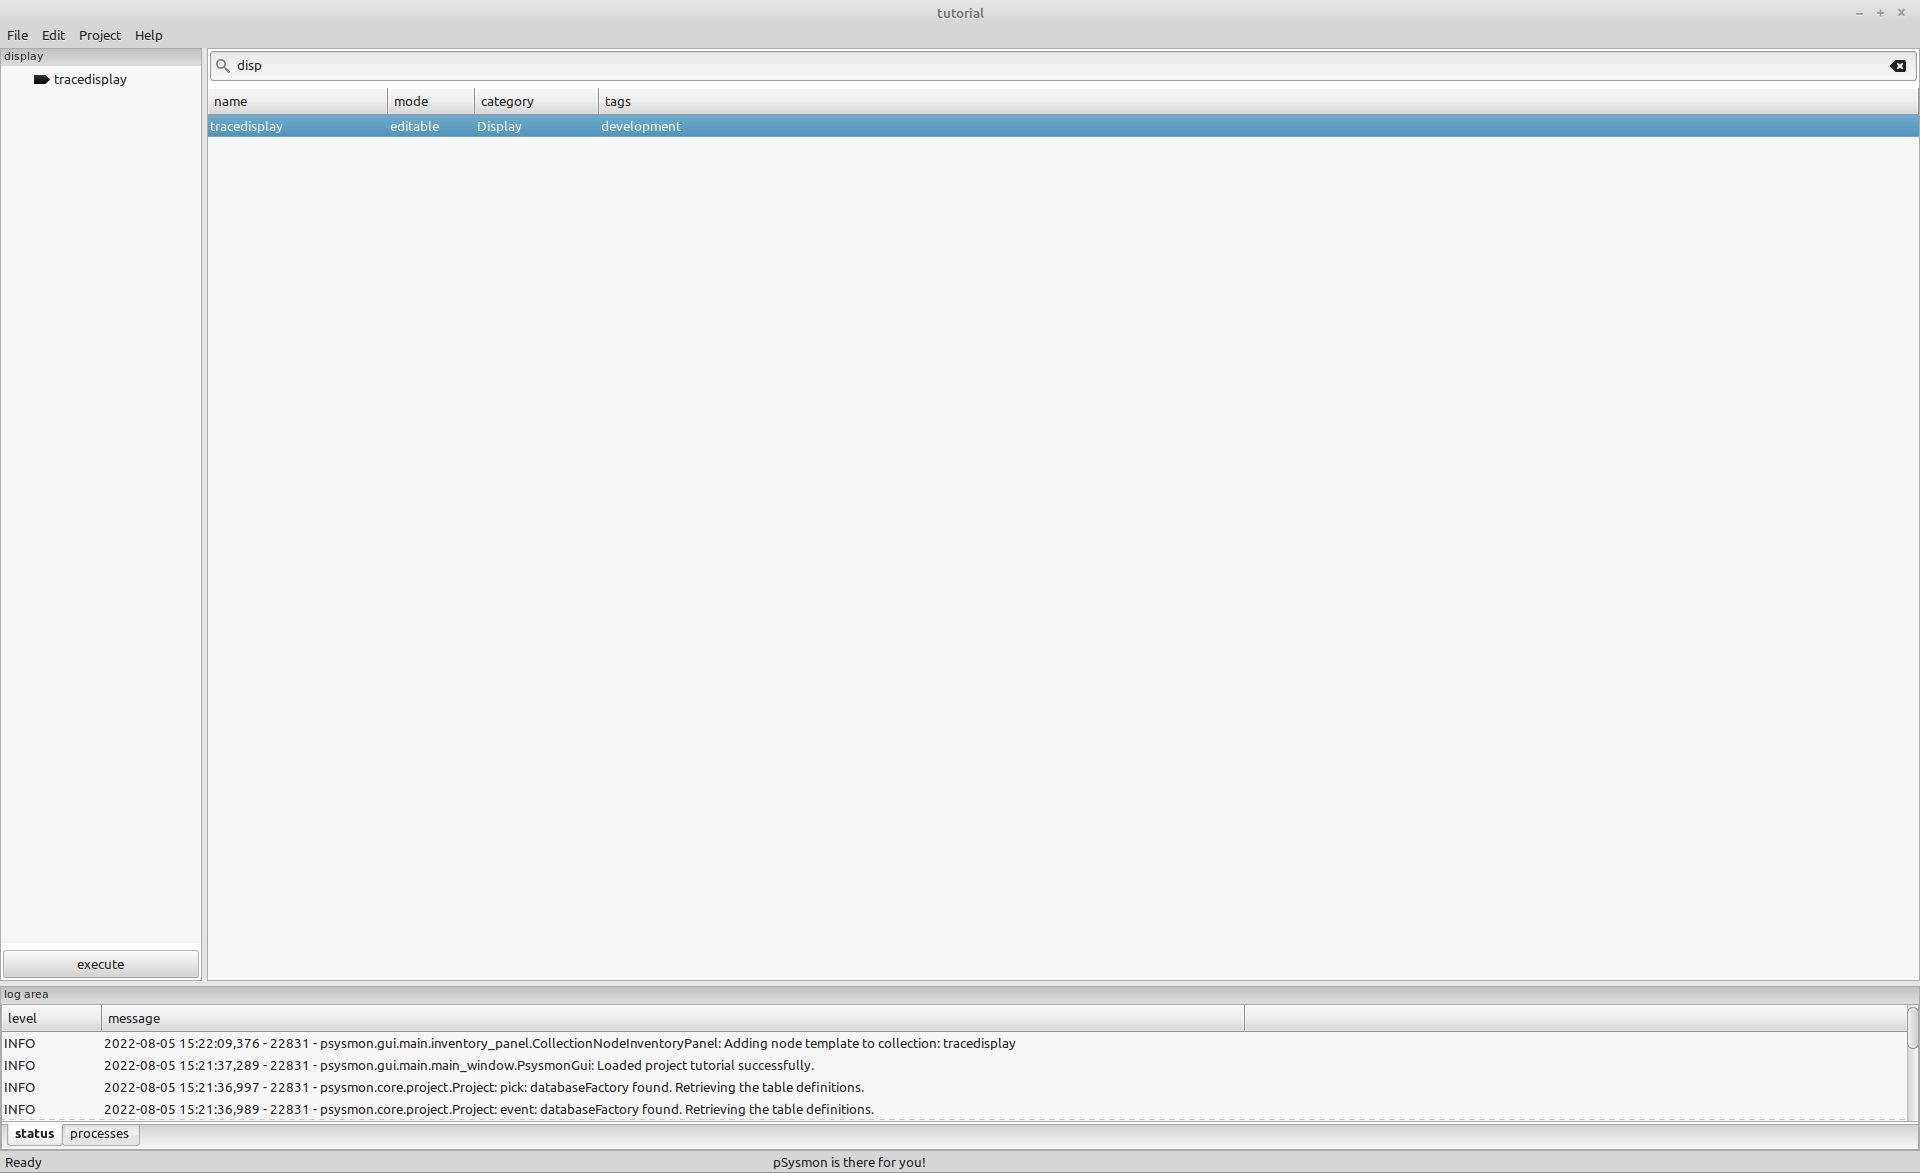 tutorial
File Edit Project Help
display
tracedisplay
disp
name mode category tags
tracedisplay editable Display development
execute
log area
level message
INFO 2022-08-05 15:22:09,376 - 22831 - psysmon.gui.main.inventory_panel.CollectionNodeInventoryPanel: Adding node template to collection: tracedisplay
INFO 2022-08-05 15:21:37,289 - 22831 - psysmon.gui.main.main_window.PsysmonGui: Loaded project tutorial successfully.
INFO 2022-08-05 15:21:36,997 - 22831 - psysmon.core.project.Project: pick: databaseFactory found. Retrieving the table definitions.
INFO 2022-08-05 15:21:36,989 - 22831 - psysmon.core.project.Project: event: databaseFactory found. Retrieving the table definitions.
status processes
Ready pSysmon is there for you!